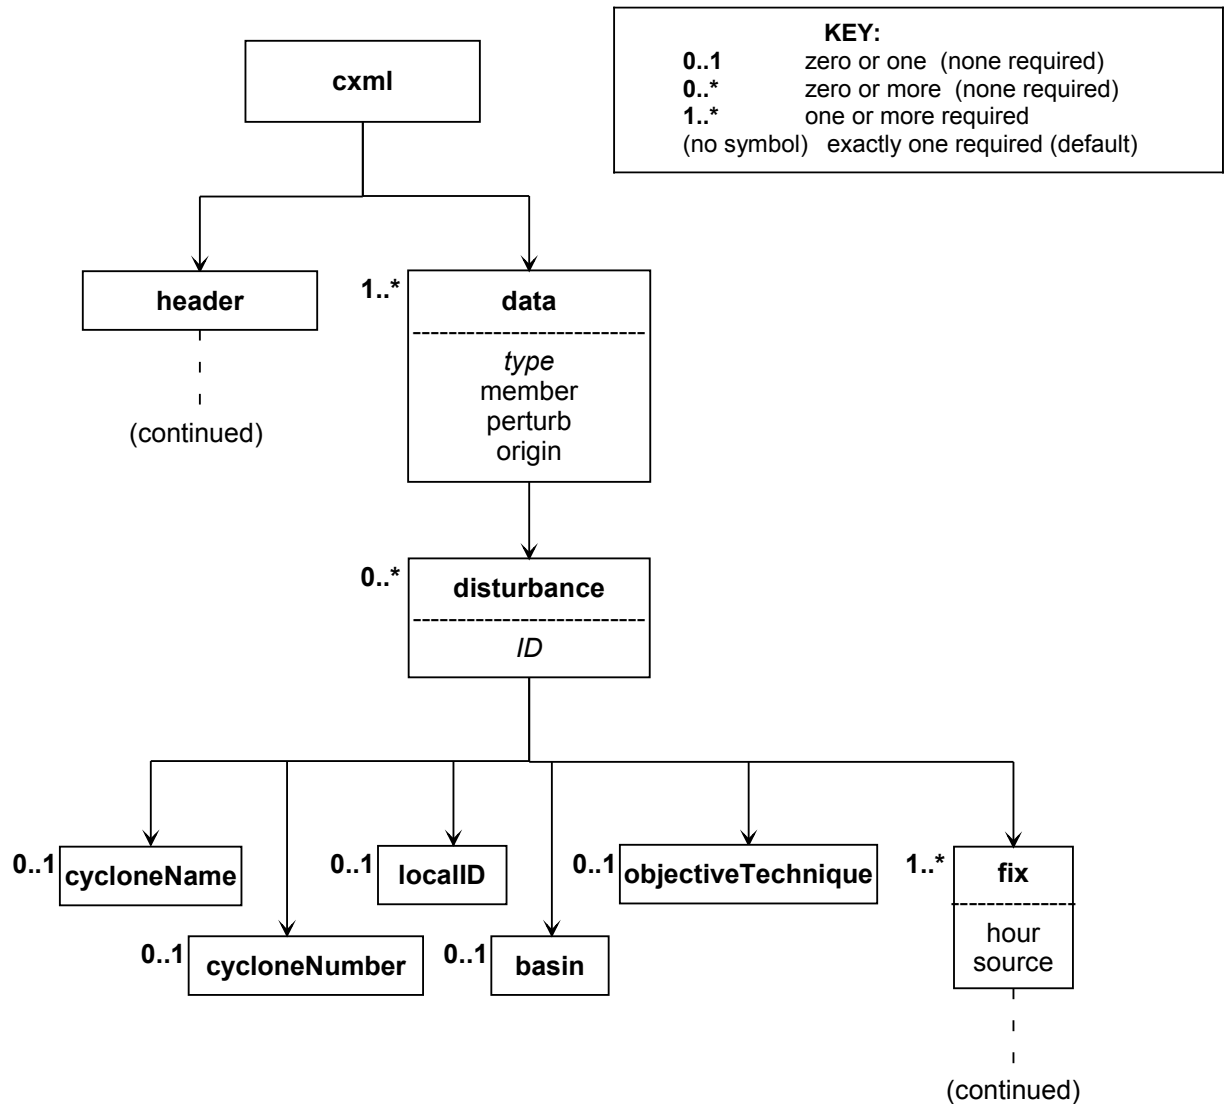 KEY:
0..1 zero or one (none required)
0..* zero or more (none required)
1..* one or more required
(no symbol) exactly one required (default)
cxml
header
1..* data
type
member
perturb
origin
(continued)
0..* disturbance
ID
0..1 cycloneName
0..1 localID
0..1 objectiveTechnique
1..* fix
hour
source
0..1 cycloneNumber
0..1 basin
(continued)